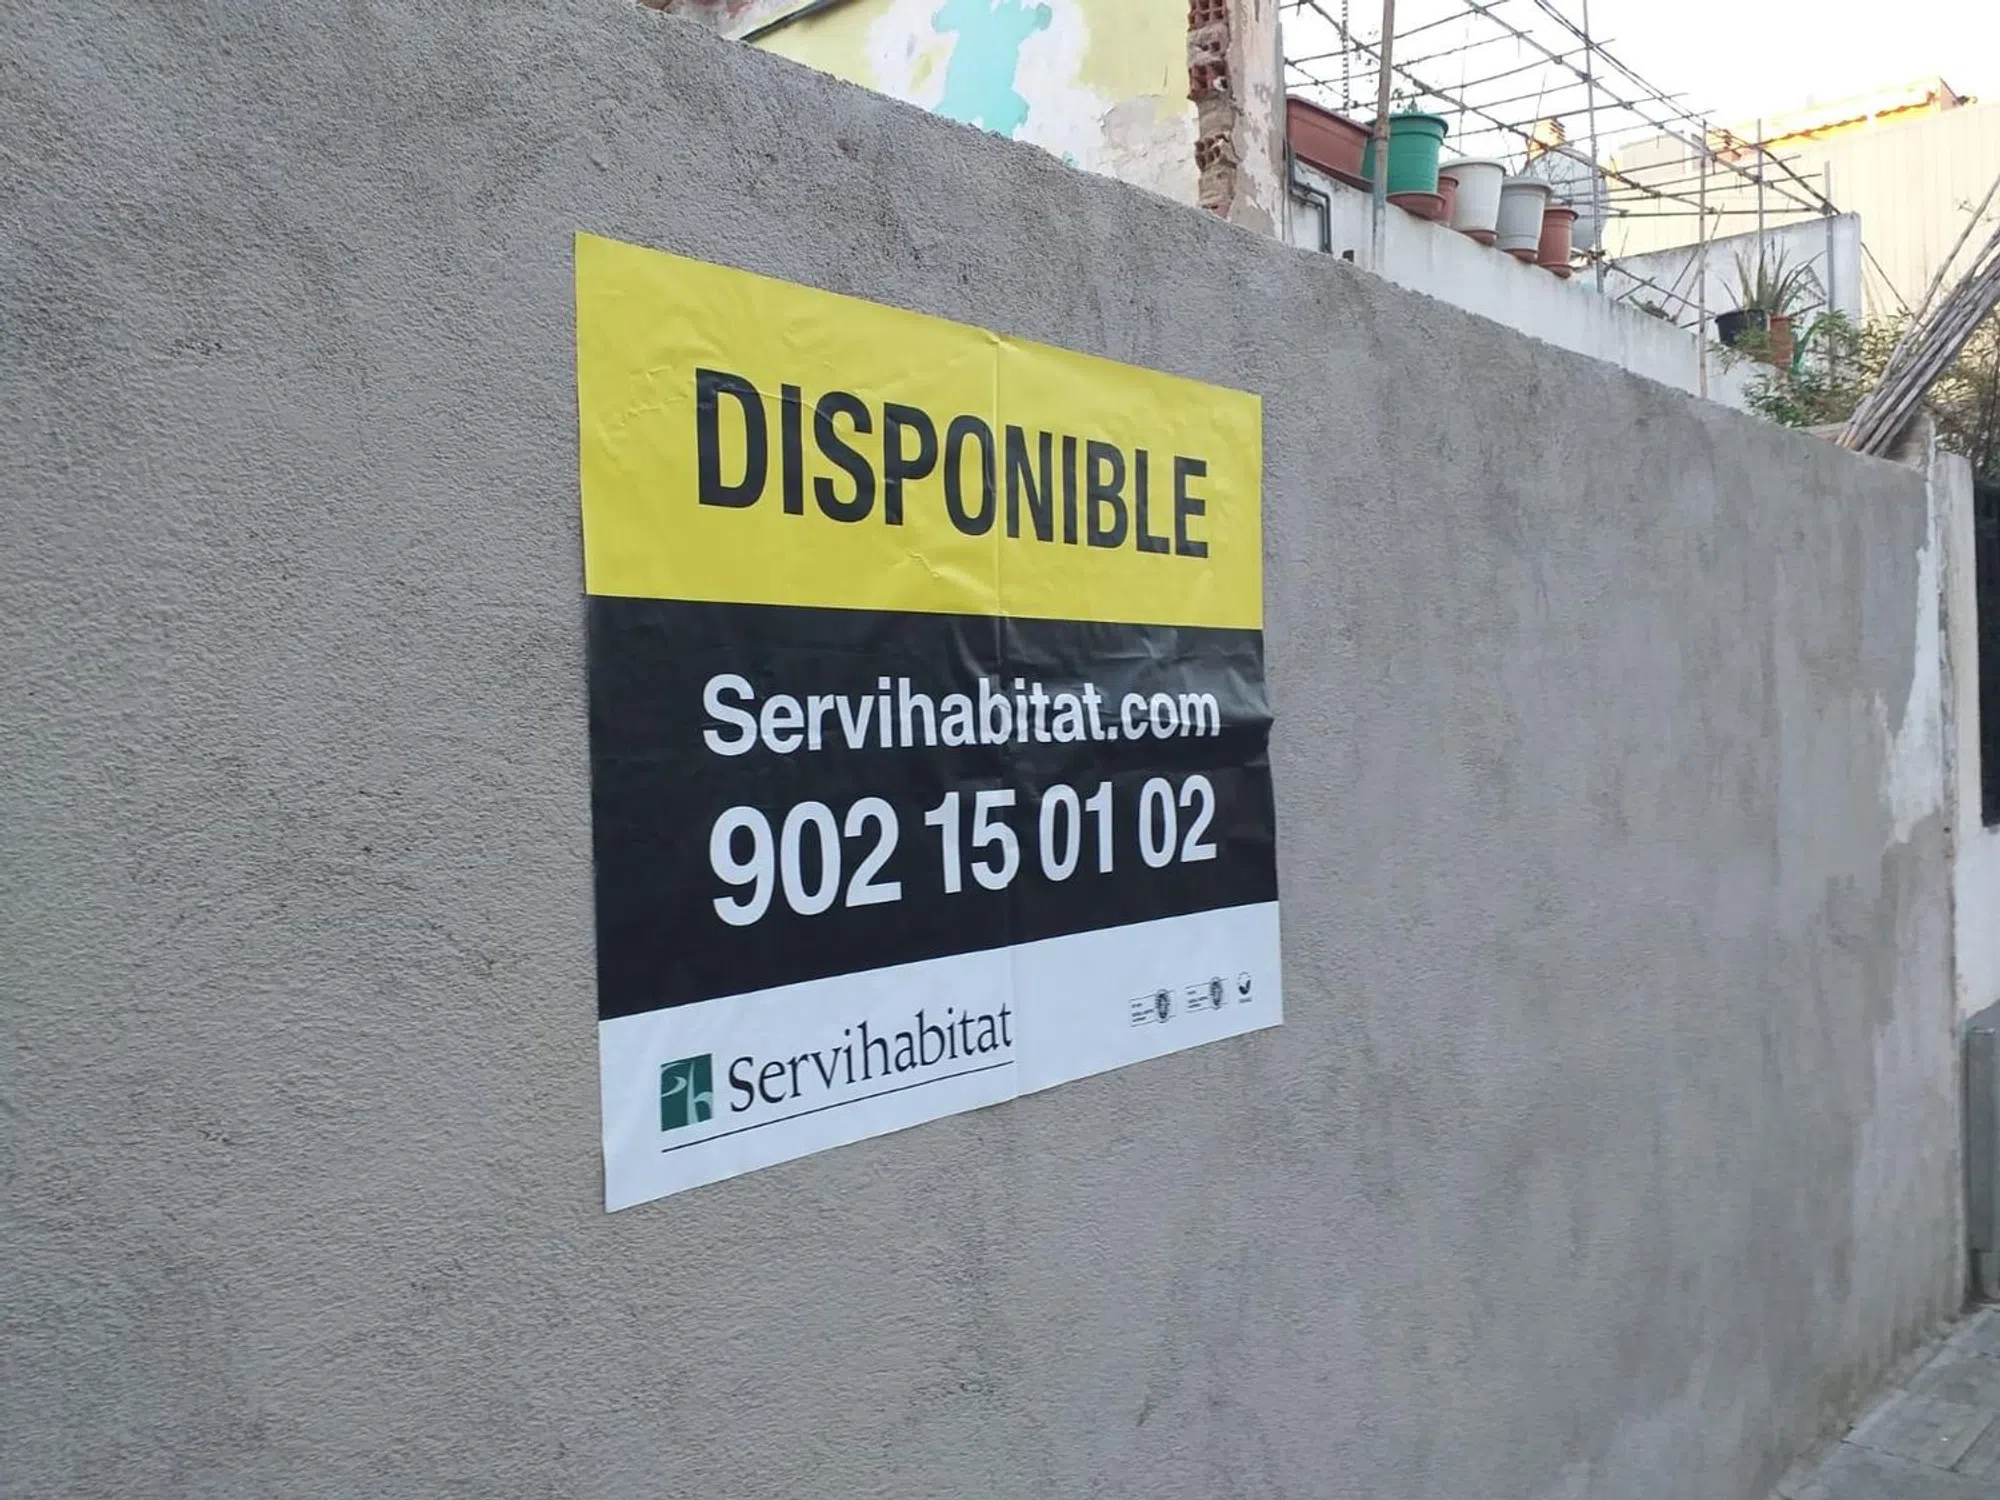 DISPONIBLE
Servihabitat.com
902 15 01 02
Servihabitat